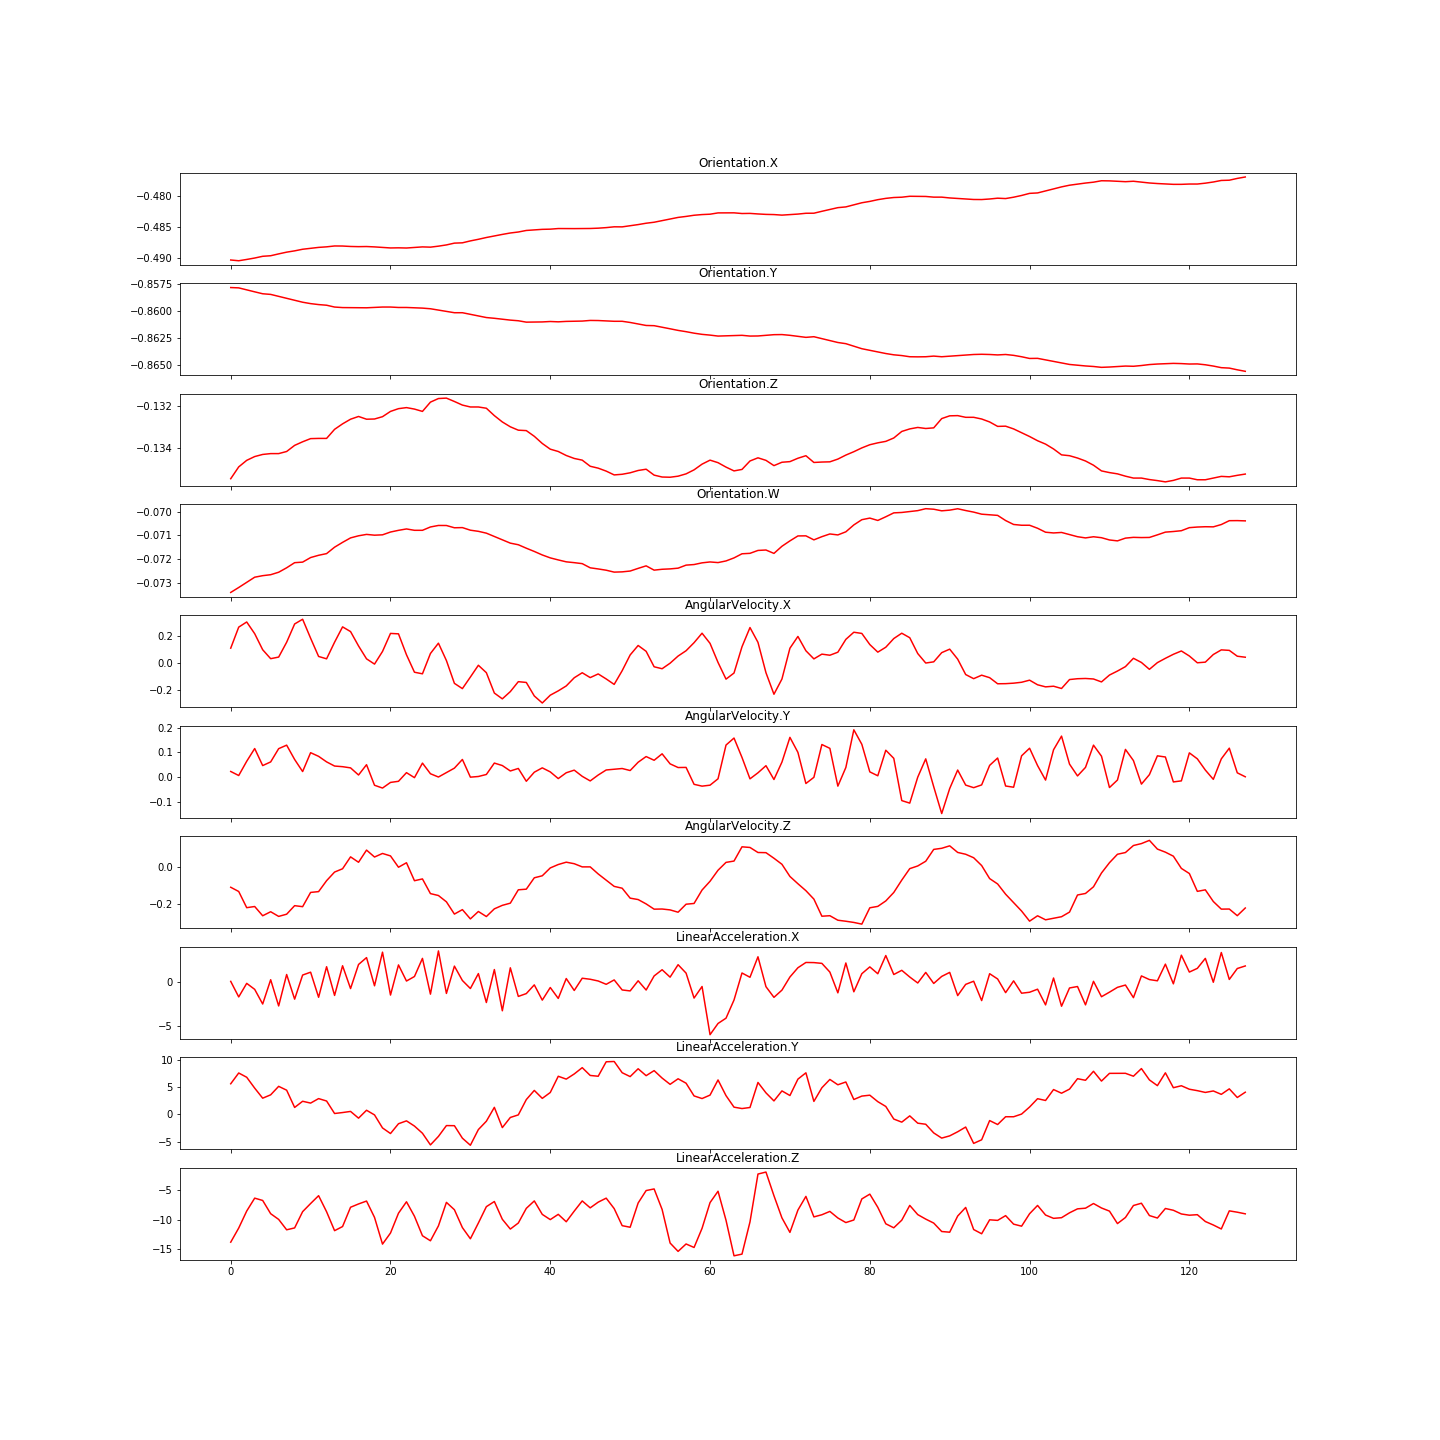 Orientation.X
−0.480
−0.485
−0.490
Orientation.Y
−0.8575
−0.8600
−0.8625
−0.8650
Orientation.Z
−0.132
−0.134
Orientation.W
−0.070
−0.071
−0.072
−0.073
AngularVelocity.X
0.2
0.0
−0.2
AngularVelocity.Y
0.2
0.1
0.0
−0.1
AngularVelocity.Z
0.0
−0.2
LinearAcceleration.X
0
−5
LinearAcceleration.Y
10
5
0
−5
LinearAcceleration.Z
−5
−10
−15
0 20 40 60 80 100 120